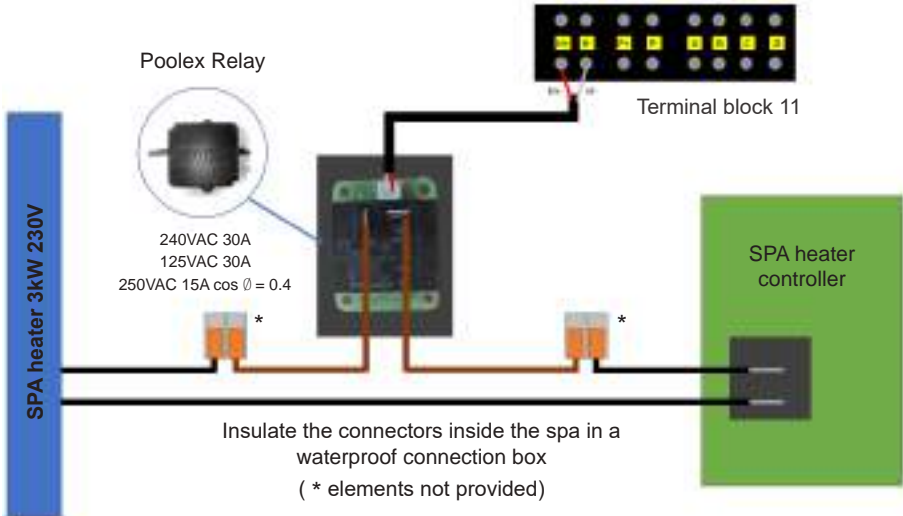 Poolex Relay
Terminal block 11
240VAC 30A
125VAC 30A
250VAC 15A cos ∅ = 0.4
SPA heater 3kW 230V
SPA heater
controller
*
*
Insulate the connectors inside the spa in a
waterproof connection box
( * elements not provided)